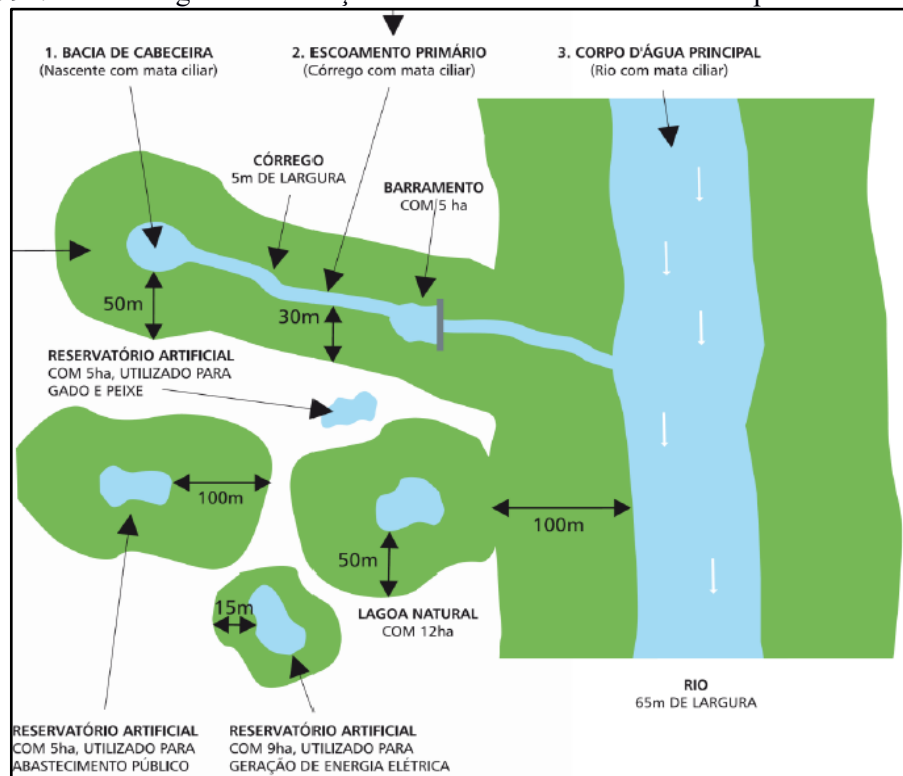 1. BACIA DE CABECEIRA
(Nascente com mata ciliar)
2. ESCOAMENTO PRIMÁRIO
(Córrego com mata ciliar)
3. CORPO D'ÁGUA PRINCIPAL
(Rio com mata ciliar)
CÓRREGO
5m DE LARGURA
BARRAMENTO
COM 5 ha
50m
30m
RESERVATÓRIO ARTIFICIAL
COM 5ha, UTILIZADO PARA
GADO E PEIXE
100m
100m
50m
15m
LAGOA NATURAL
COM 12ha
RIO
65m DE LARGURA
RESERVATÓRIO ARTIFICIAL
COM 5ha, UTILIZADO PARA
ABASTECIMENTO PÚBLICO
RESERVATÓRIO ARTIFICIAL
COM 9ha, UTILIZADO PARA
GERAÇÃO DE ENERGIA ELÉTRICA